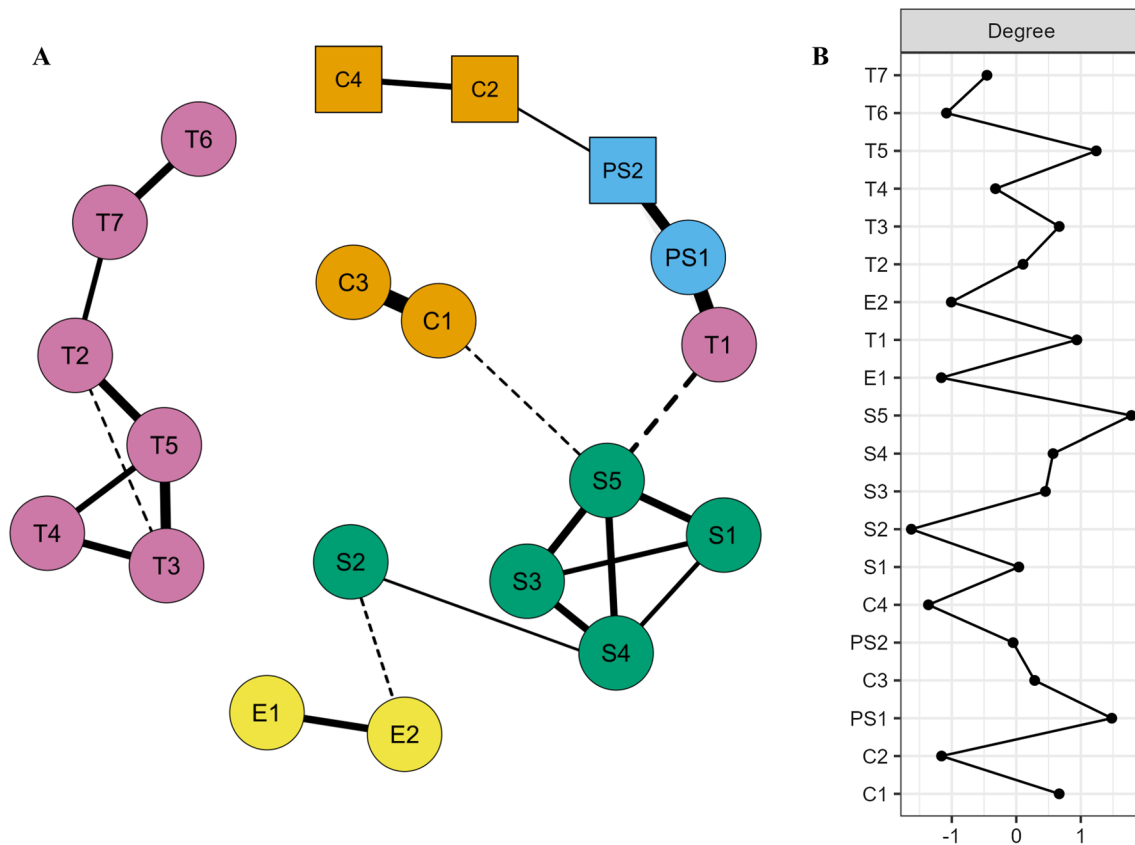 A
C4
C2
T6
PS2
T7
PS1
C3
C1
T1
T2
T5
S5
T4
S1
T3
S2
S3
S4
E1
E2
B
Degree
T7
T6
T5
T4
T3
T2
E2
T1
E1
S5
S4
S3
S2
S1
C4
PS2
C3
PS1
C2
C1
-1 0 1